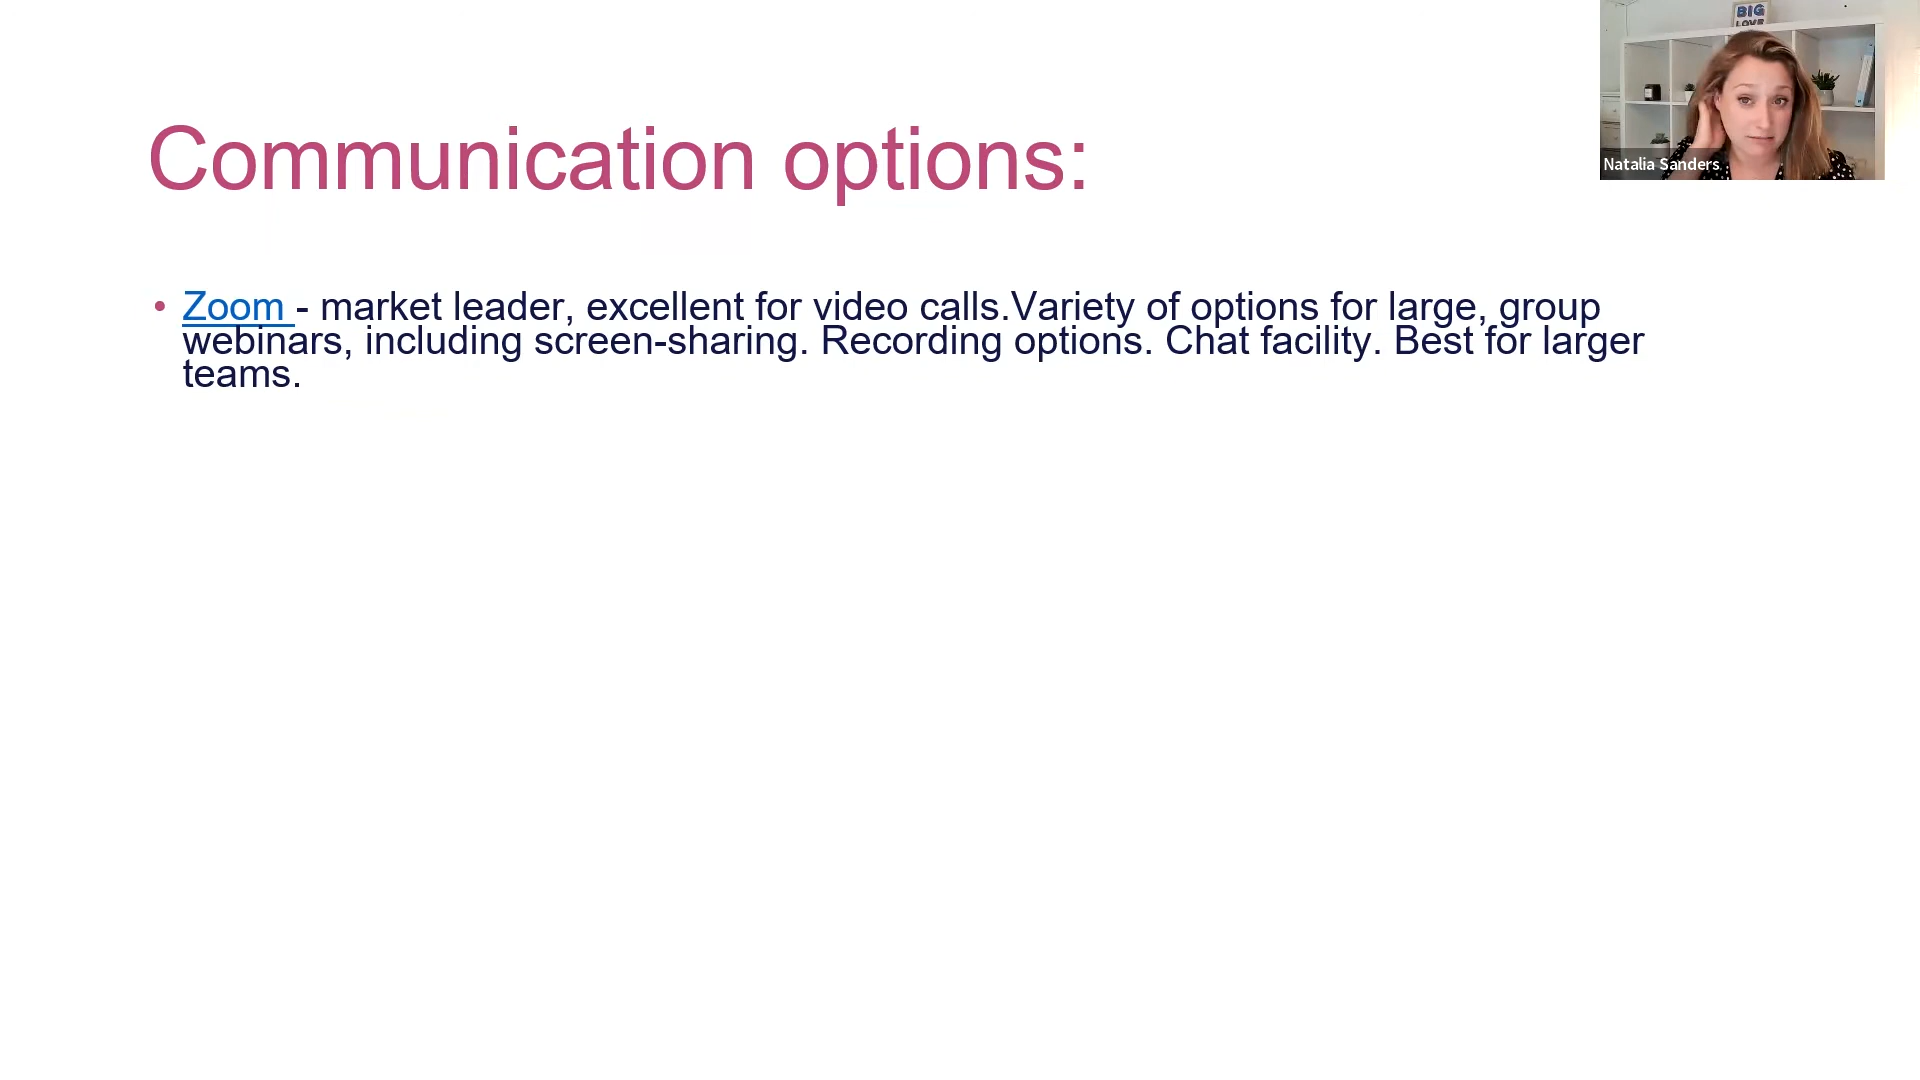 BIG
LOVE
Natalia Sanders
Communication options:
• Zoom - market leader, excellent for video calls.Variety of options for large, group
webinars, including screen-sharing. Recording options. Chat facility. Best for larger
teams.